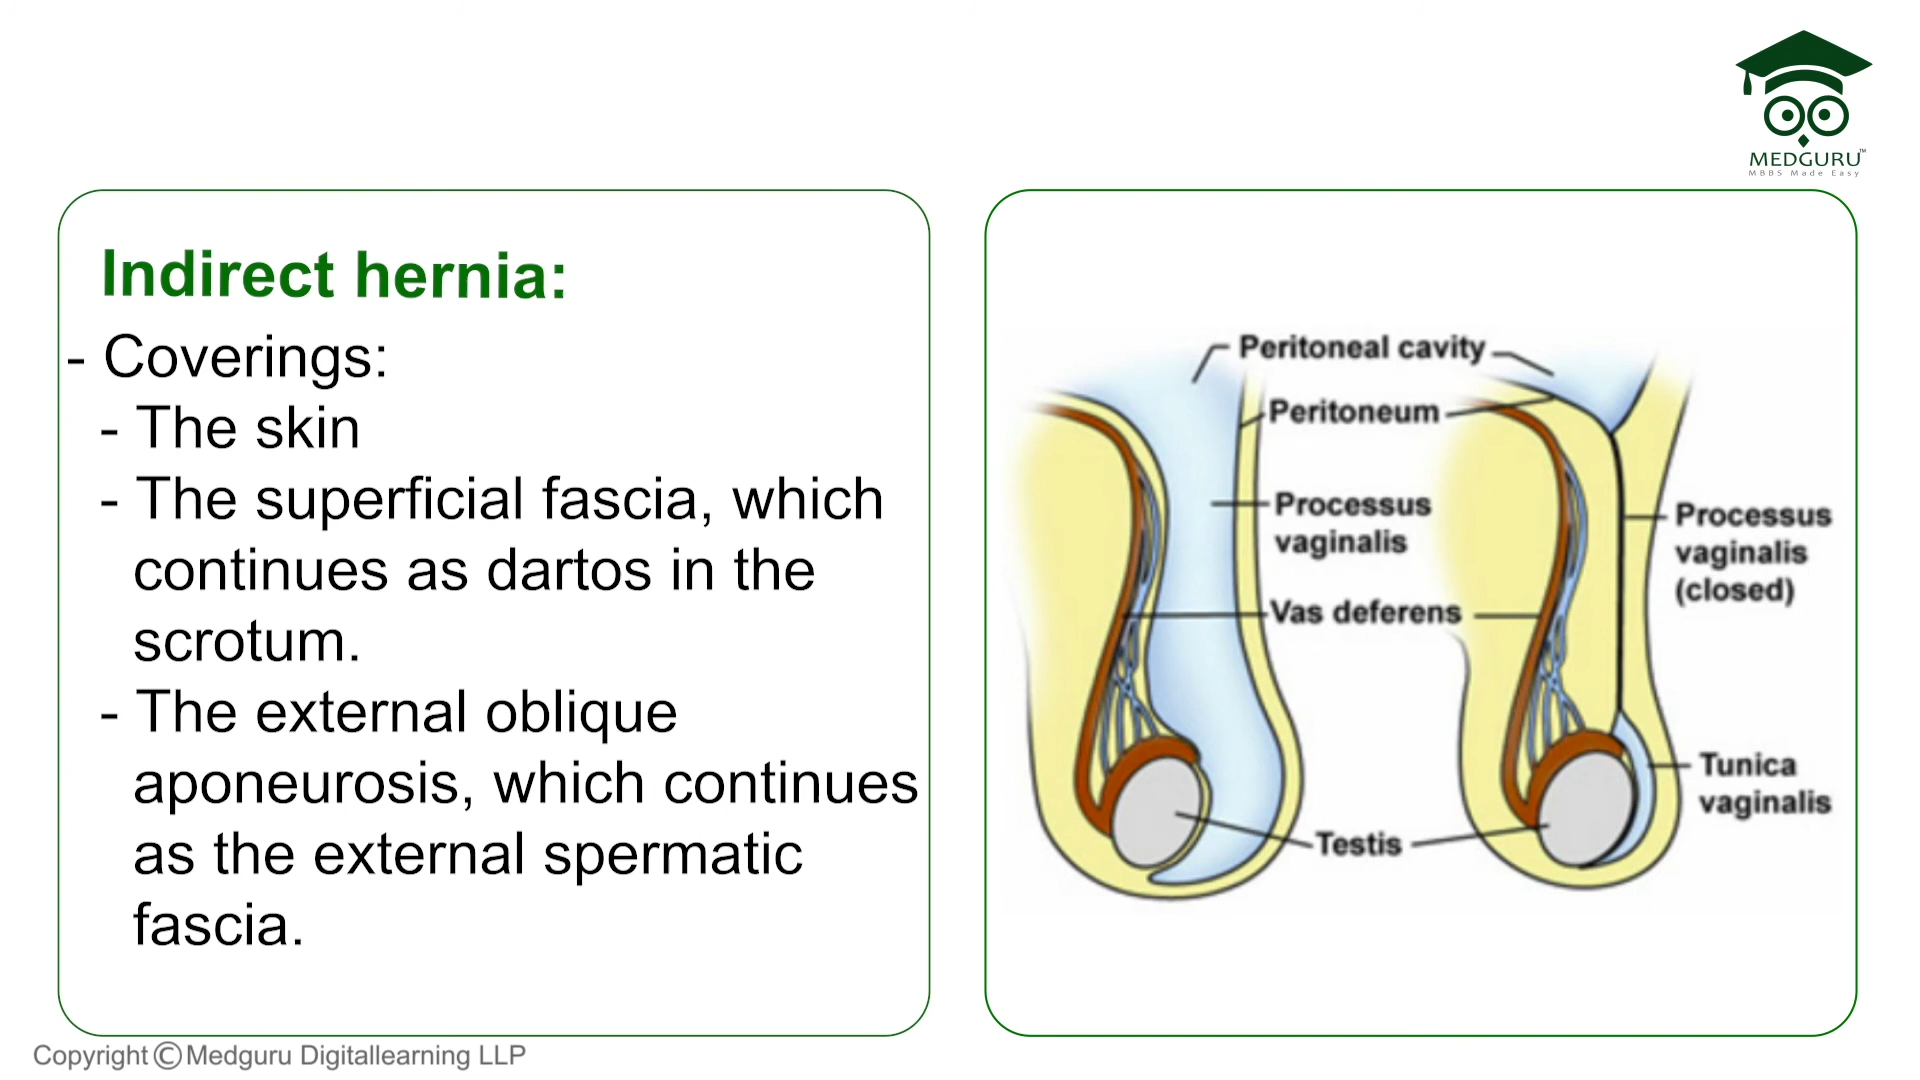 MEDGURU™
MBBS Made Easy
Indirect hernia:
- Coverings:
- The skin
- The superficial fascia, which
continues as dartos in the
scrotum.
- The external oblique
aponeurosis, which continues
as the external spermatic
fascia.
Peritoneal cavity
Peritoneum
Processus
vaginalis
Vas deferens
Testis
Processus
vaginalis
(closed)
Tunica
vaginalis
Copyright © Medguru Digitallearning LLP